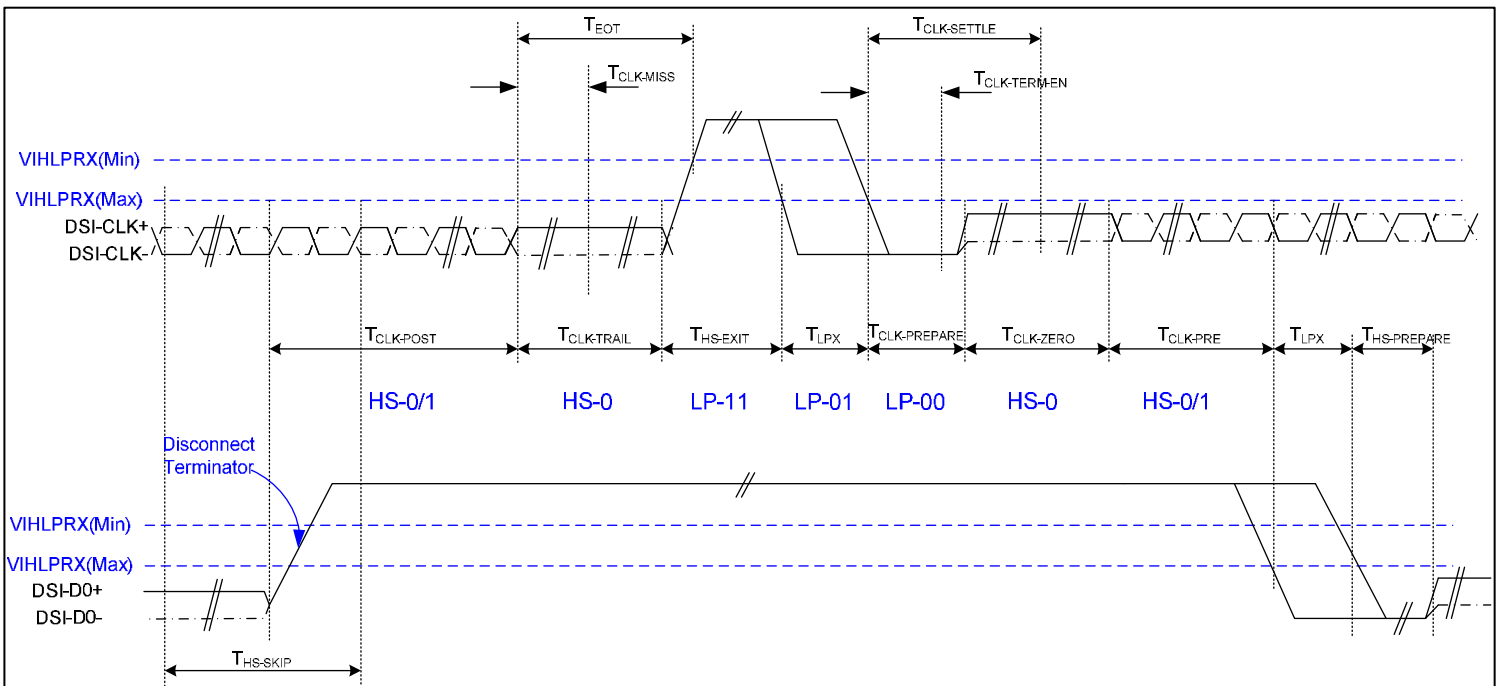 TEOT
TCLK-SETTLE
TCLK-MISS
TCLK-TERM-EN
VIHLPRX(Min)
VIHLPRX(Max)
DSI-CLK+
DSI-CLK-
TCLK-POST
TCLK-TRAIL
THS-EXIT
TLPX
TCLK-PREPARE
TCLK-ZERO
TCLK-PRE
TLPX
THS-PREPARE
HS-0/1
HS-0
LP-11
LP-01
LP-00
HS-0
HS-0/1
Disconnect
Terminator
VIHLPRX(Min)
VIHLPRX(Max)
DSI-D0+
DSI-D0-
THS-SKIP